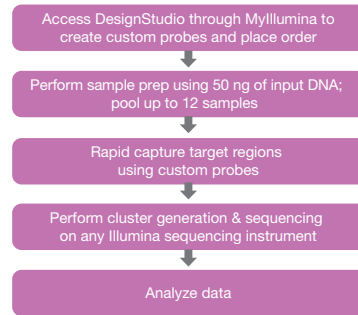 Access DesignStudio through MyIllumina to
create custom probes and place order
Perform sample prep using 50 ng of input DNA;
pool up to 12 samples
Rapid capture target regions
using custom probes
Perform cluster generation & sequencing
on any Illumina sequencing instrument
Analyze data